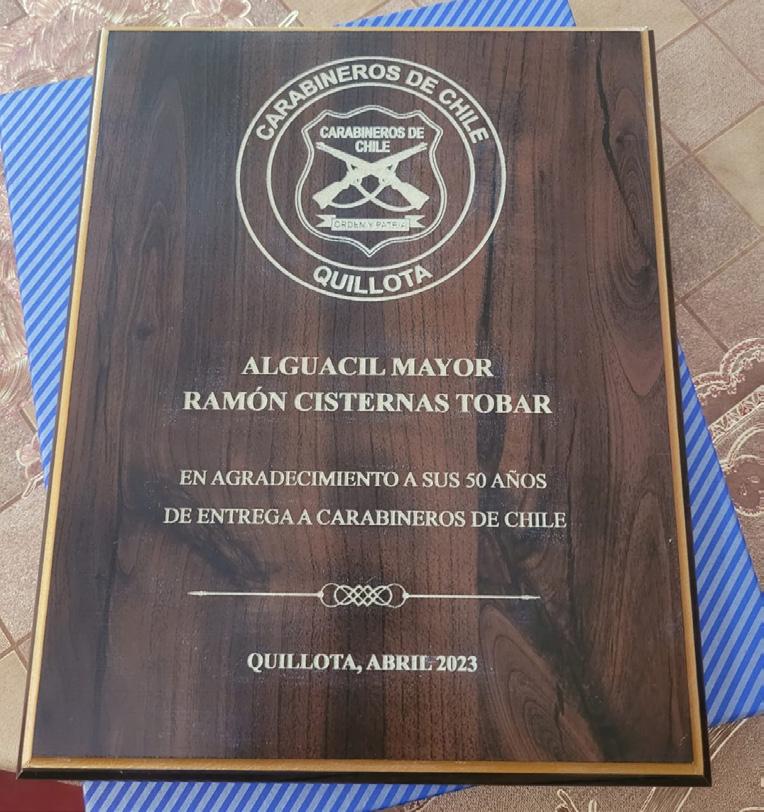 CARABINEROS DE CHILE
CARABINEROS DE
CHILE
ORDEN Y PATRIA
QUILLOTA
ALGUACIL MAYOR
RAMÓN CISTERNAS TOBAR
EN AGRADECIMIENTO A SUS 50 AÑOS
DE ENTREGA A CARABINEROS DE CHILE
QUILLOTA, ABRIL 2023